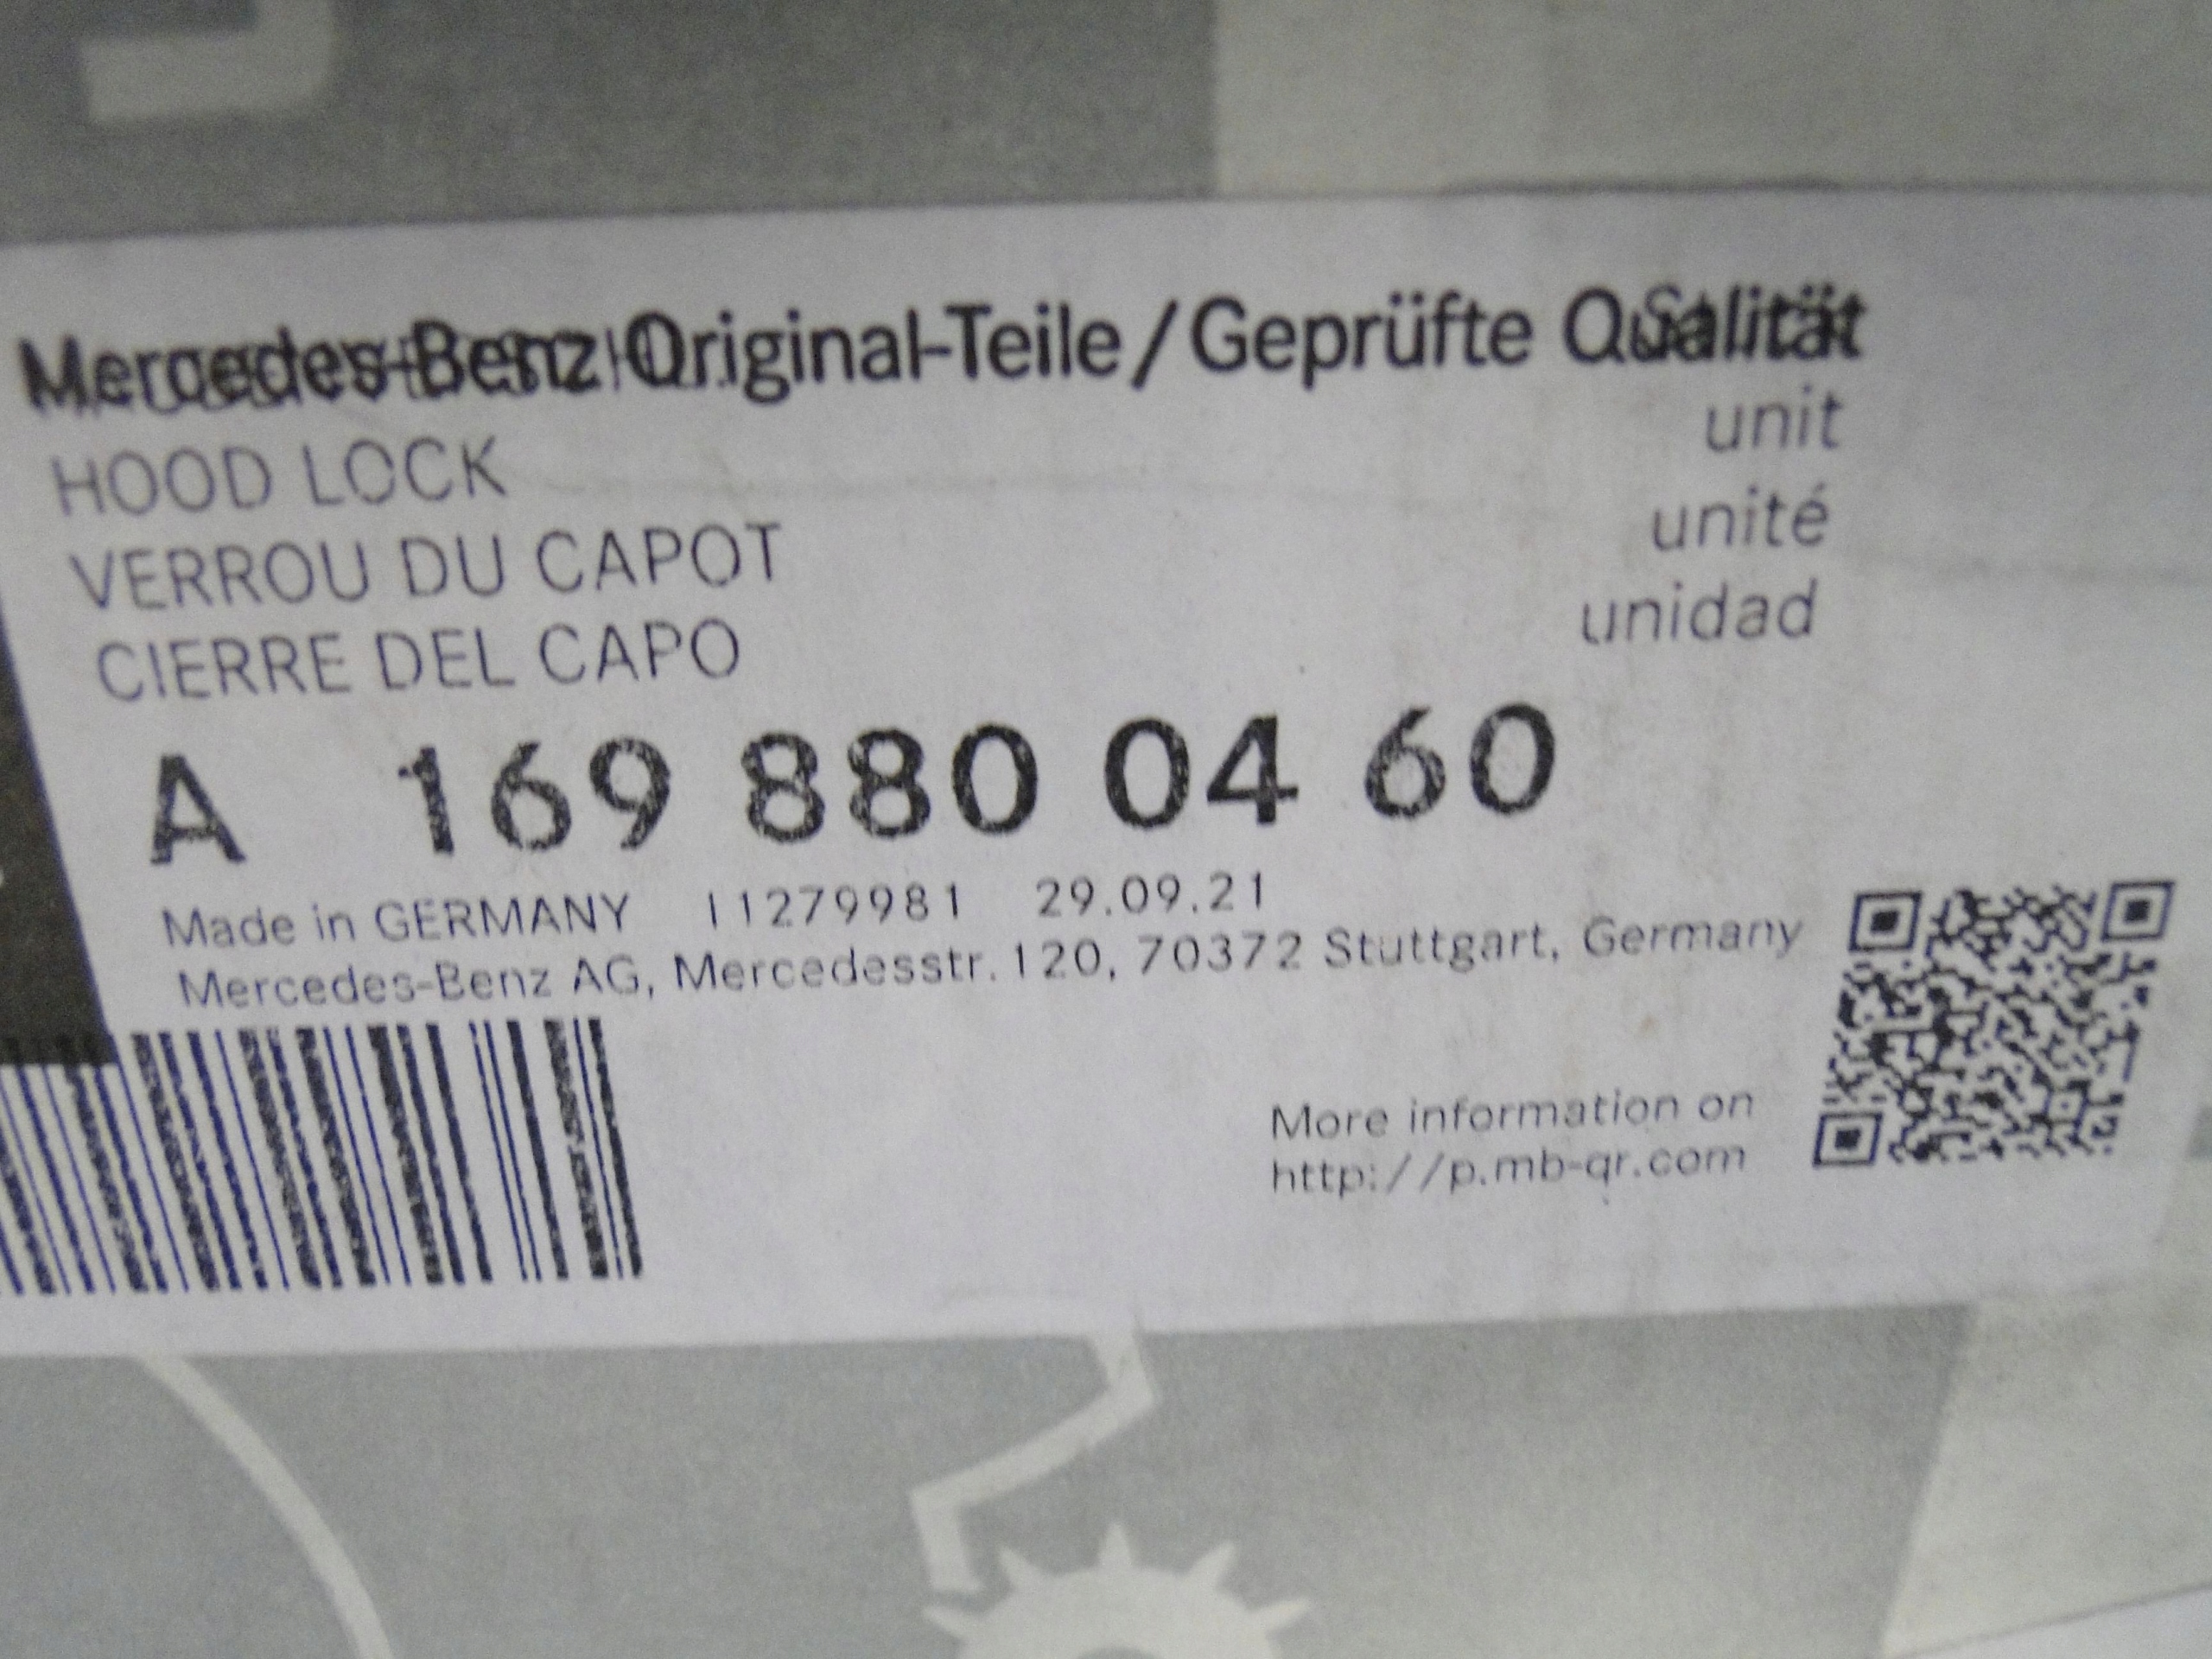 Mercedes-Benz Original-Teile / Geprüfte Qualität
HOOD LOCK
unit
VERROU DU CAPOT
unité
CIERRE DEL CAPO
unidad
A 169 880 04 60
Made in GERMANY 11279981 29.09.21
Mercedes-Benz AG, Mercedesstr. 120, 70372 Stuttgart, Germany
More information on
http://p.mb-qr.com